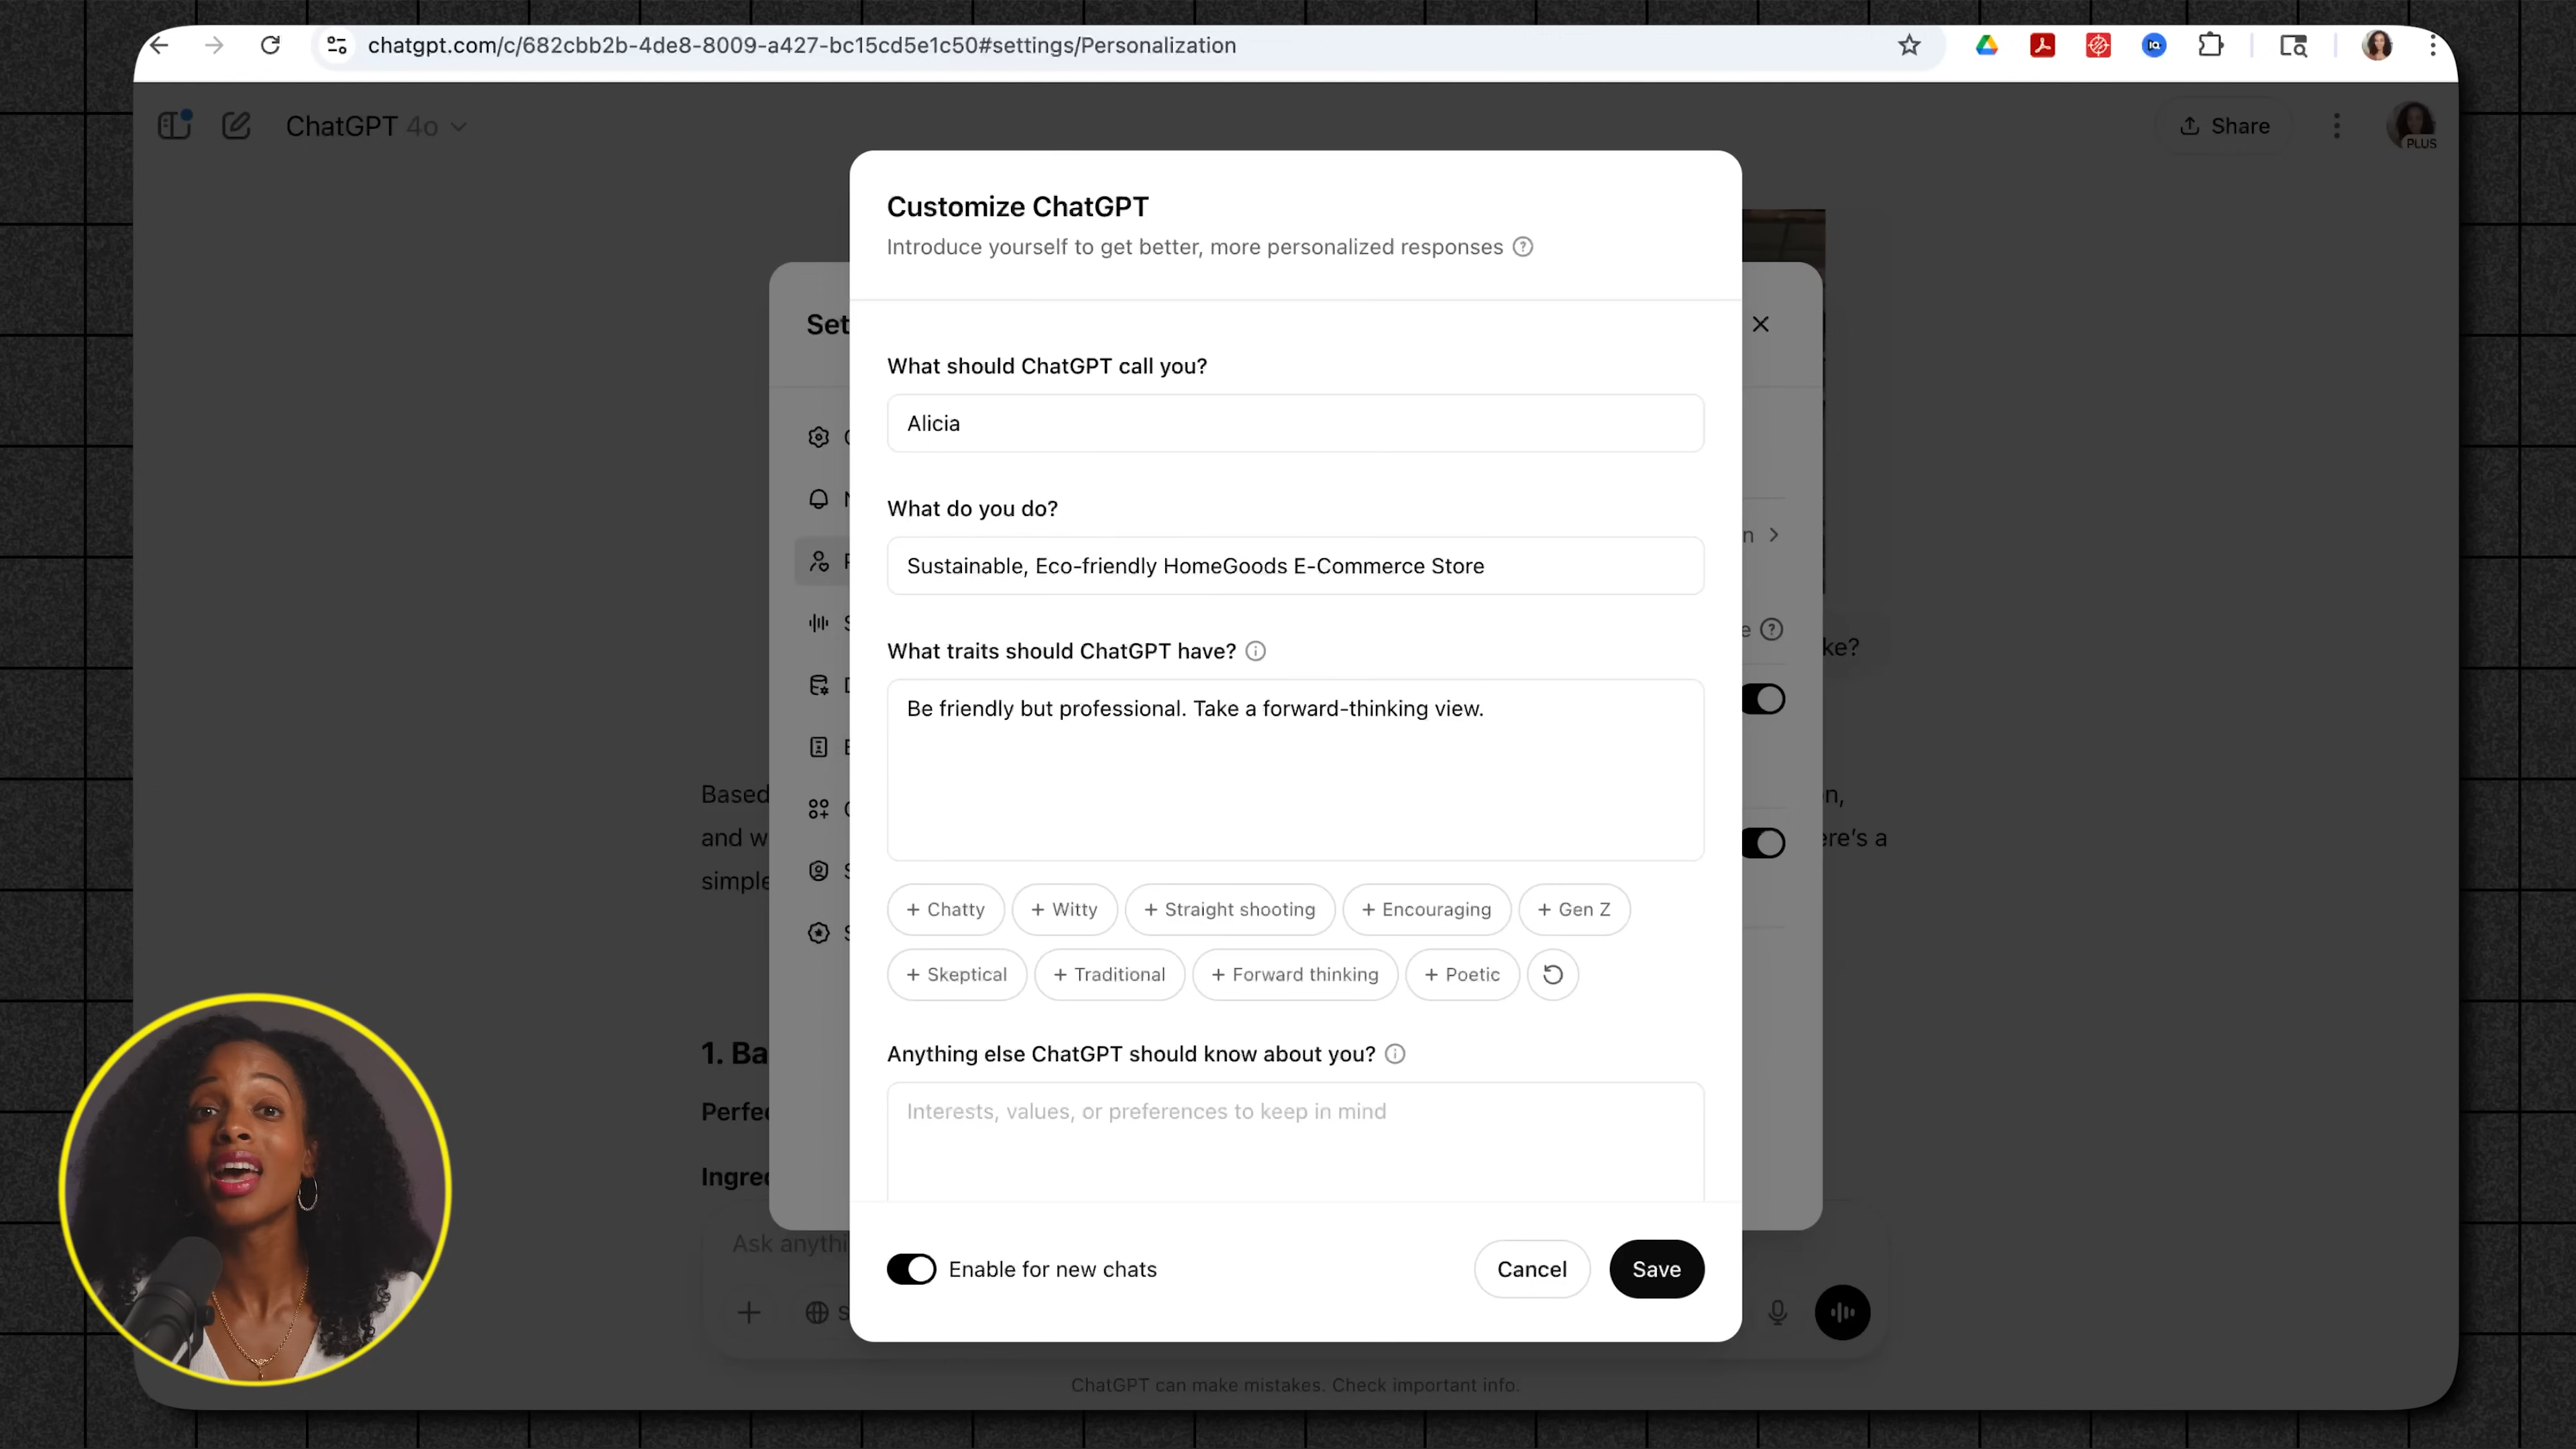 chatgpt.com/c/682cbb2b-4de8-8009-a427-bc15cd5e1c50#settings/Personalization
ChatGPT 4o
Share
PLUS
Customize ChatGPT
Introduce yourself to get better, more personalized responses
Set
What should ChatGPT call you?
Alicia
What do you do?
Sustainable, Eco-friendly HomeGoods E-Commerce Store
What traits should ChatGPT have?
ke?
Be friendly but professional. Take a forward-thinking view.
Based
n,
and w
ere's a
simple
+ Chatty
+ Witty
+ Straight shooting
+ Encouraging
+ Gen Z
+ Skeptical
+ Traditional
+ Forward thinking
+ Poetic
1. Ba
Anything else ChatGPT should know about you?
Perfec
Interests, values, or preferences to keep in mind
Ingred
Ask anythi
Enable for new chats
Cancel
Save
ChatGPT can make mistakes. Check important info.